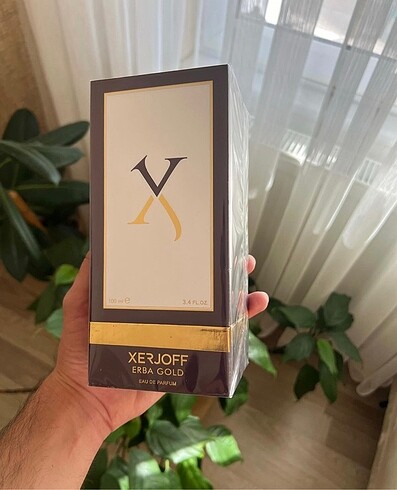 X
100 ml ℮ 3.4 FL.OZ
XERJOFF
ERBA GOLD
EAU DE PARFUM